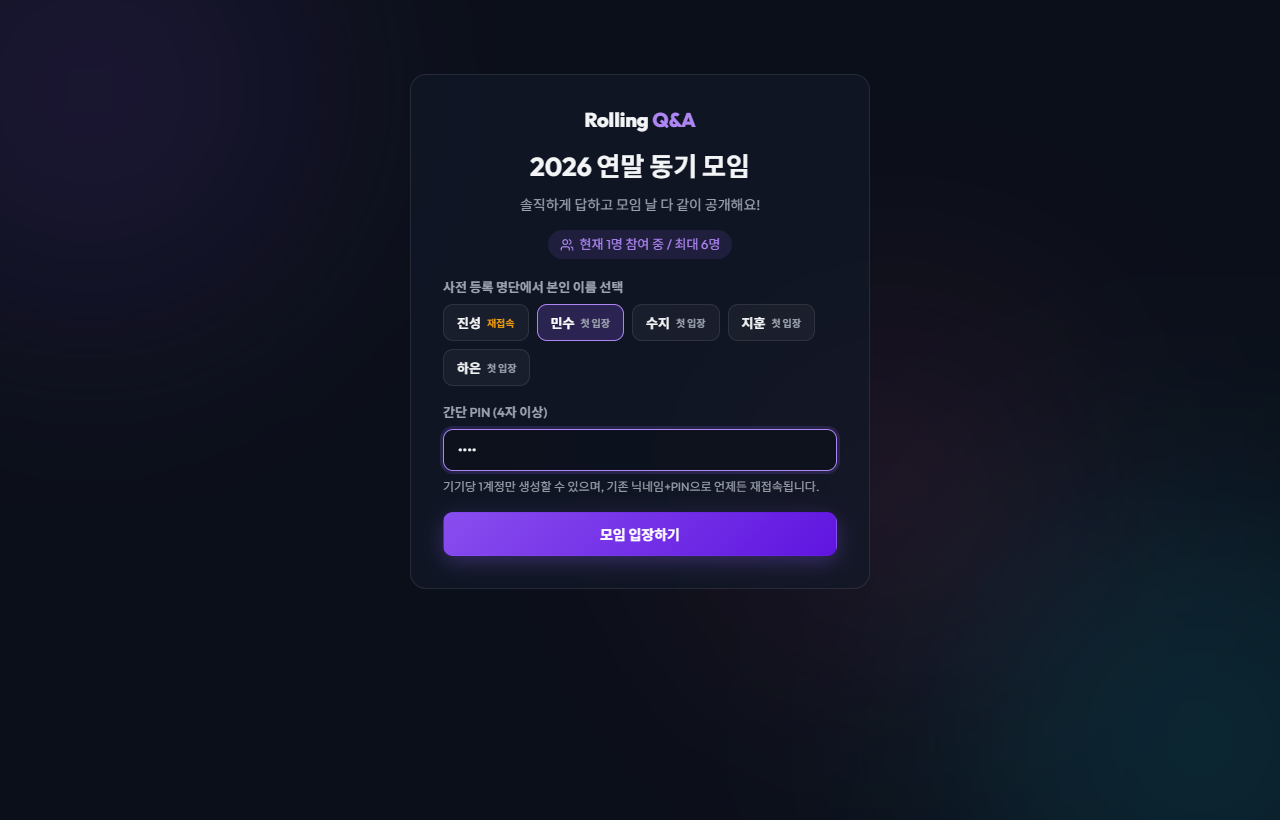 Rolling Q&A
2026 연말 동기 모임
솔직하게 답하고 모임 날 다 같이 공개해요!
현재 1명 참여 중 / 최대 6명
사전 등록 명단에서 본인 이름 선택
진성 재접속 민수 첫 입장 수지 첫 입장 지훈 첫 입장
하은 첫 입장
간단 PIN (4자 이상)
••••
기기당 1계정만 생성할 수 있으며, 기존 닉네임+PIN으로 언제든 재접속됩니다.
모임 입장하기